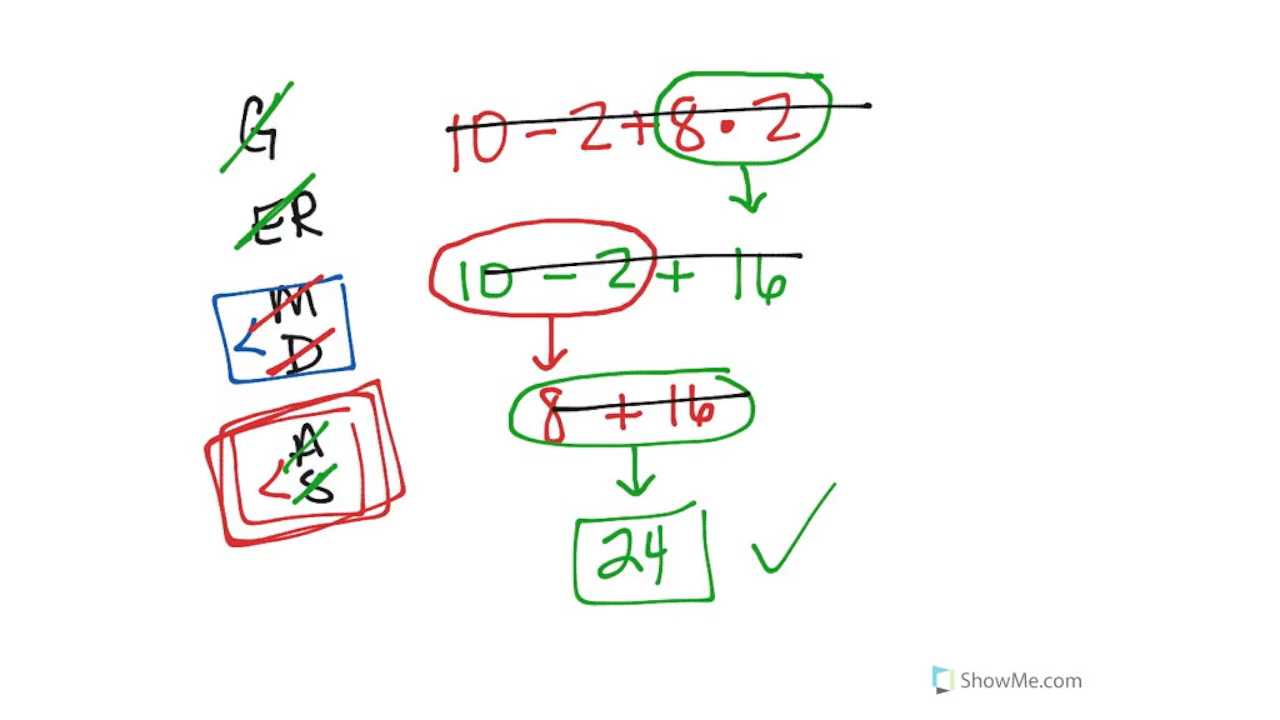 G
ER
M
< D
A
< S
10 - 2 + 8 • 2
10 - 2 + 16
8 + 16
24
ShowMe.com